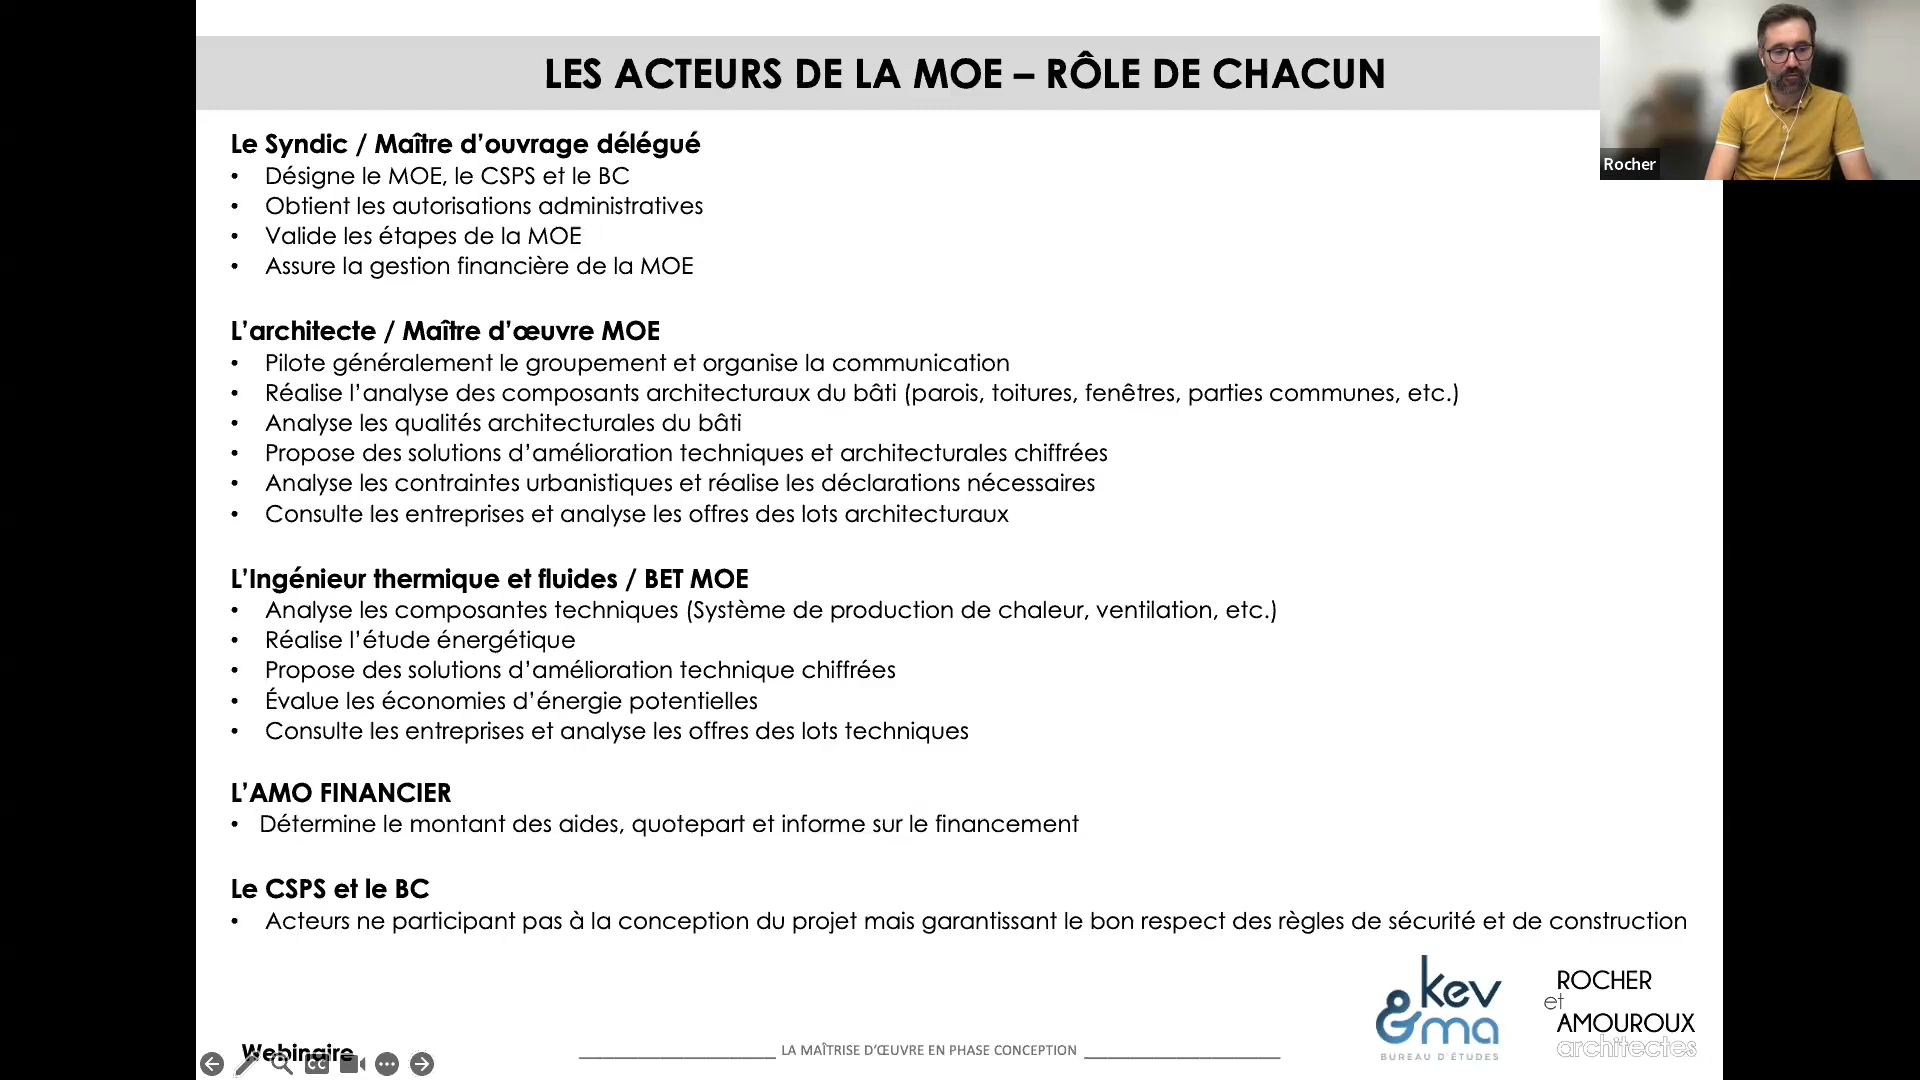 LES ACTEURS DE LA MOE – RÔLE DE CHACUN
Rocher
Le Syndic / Maître d’ouvrage délégué
• Désigne le MOE, le CSPS et le BC
• Obtient les autorisations administratives
• Valide les étapes de la MOE
• Assure la gestion financière de la MOE
L’architecte / Maître d’œuvre MOE
• Pilote généralement le groupement et organise la communication
• Réalise l’analyse des composants architecturaux du bâti (parois, toitures, fenêtres, parties communes, etc.)
• Analyse les qualités architecturales du bâti
• Propose des solutions d’amélioration techniques et architecturales chiffrées
• Analyse les contraintes urbanistiques et réalise les déclarations nécessaires
• Consulte les entreprises et analyse les offres des lots architecturaux
L’Ingénieur thermique et fluides / BET MOE
• Analyse les composantes techniques (Système de production de chaleur, ventilation, etc.)
• Réalise l’étude énergétique
• Propose des solutions d’amélioration technique chiffrées
• Évalue les économies d’énergie potentielles
• Consulte les entreprises et analyse les offres des lots techniques
L’AMO FINANCIER
• Détermine le montant des aides, quotepart et informe sur le financement
Le CSPS et le BC
• Acteurs ne participant pas à la conception du projet mais garantissant le bon respect des règles de sécurité et de construction
kev
&ma
BUREAU D'ÉTUDES
ROCHER
et
AMOUROUX
architectes
Webinaire
LA MAÎTRISE D’ŒUVRE EN PHASE CONCEPTION
CC